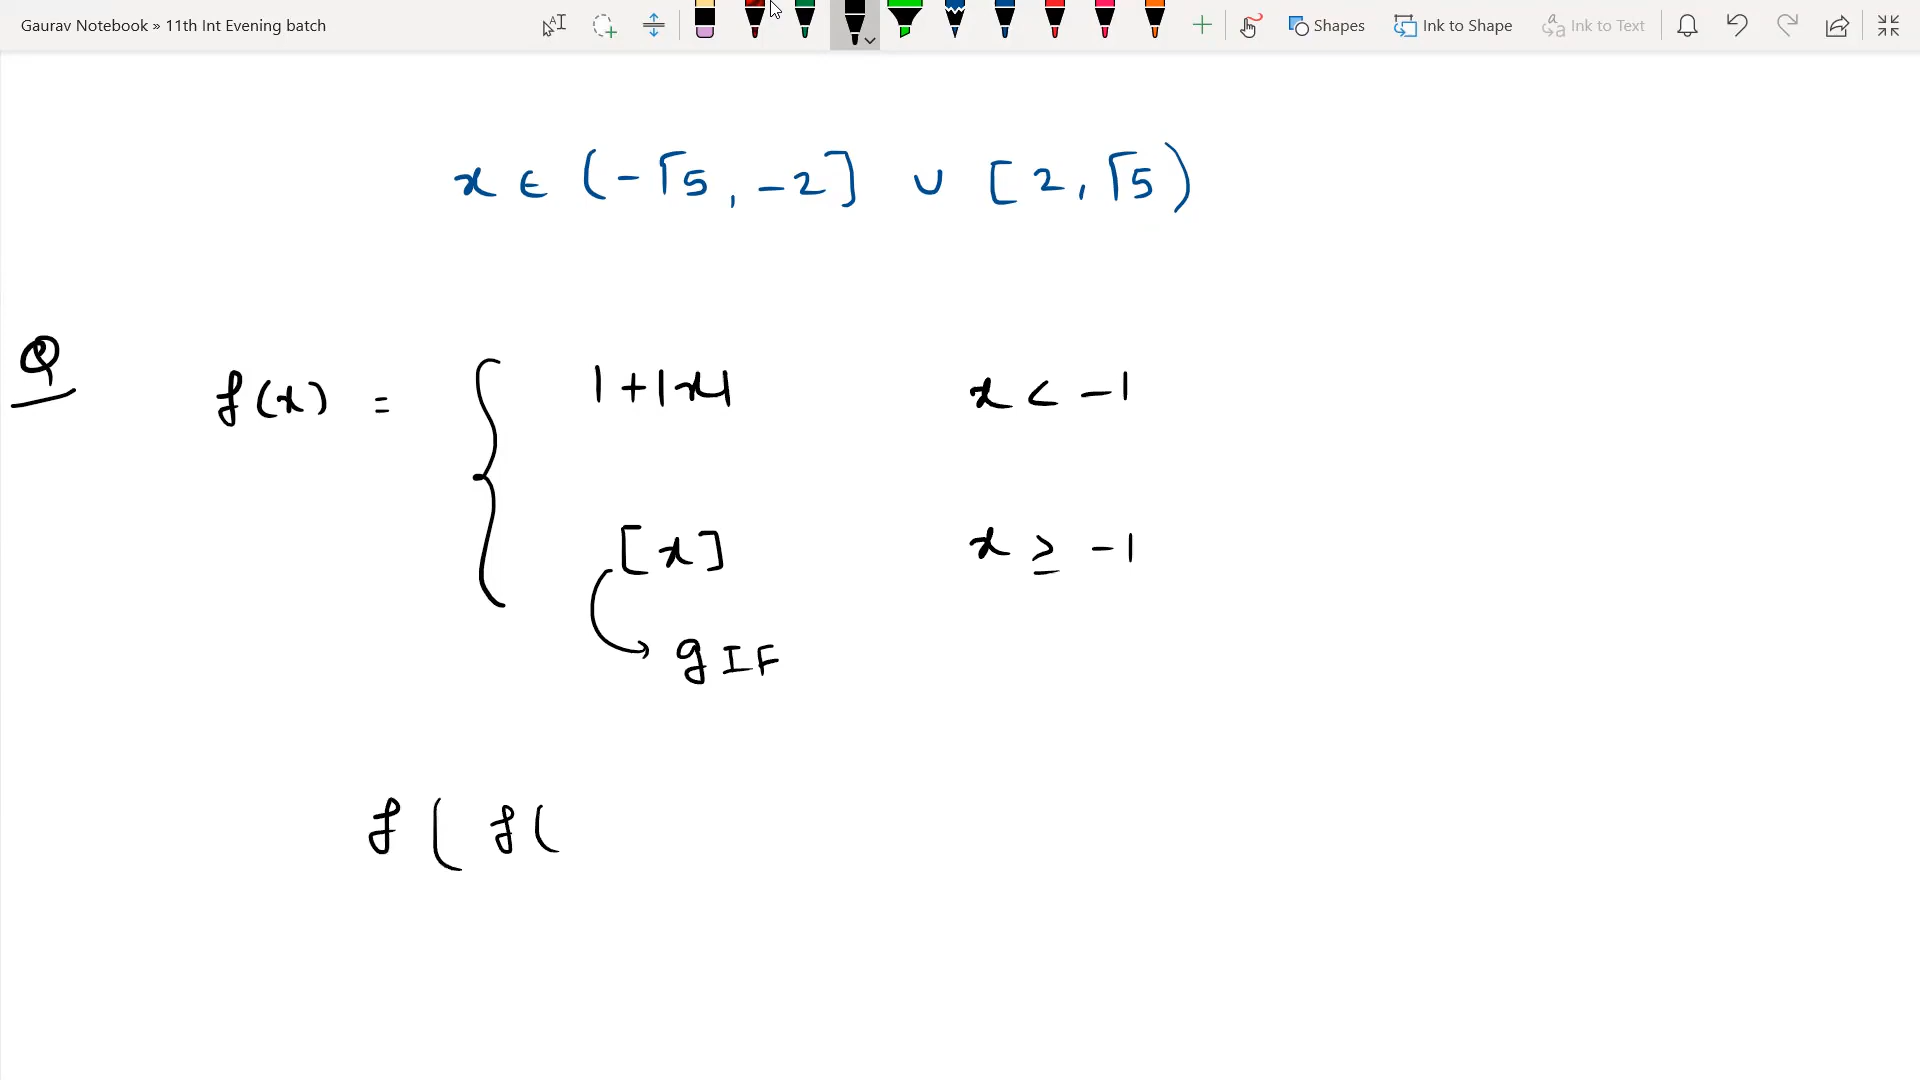 Gaurav Notebook » 11th Int Evening batch
Shapes
Ink to Shape
Ink to Text
x ∈ (-√5, -2] ∪ [2, √5)
Q
f(x) = { 1+|x|  x < -1
[x]  x ≥ -1
gIF
f( f(